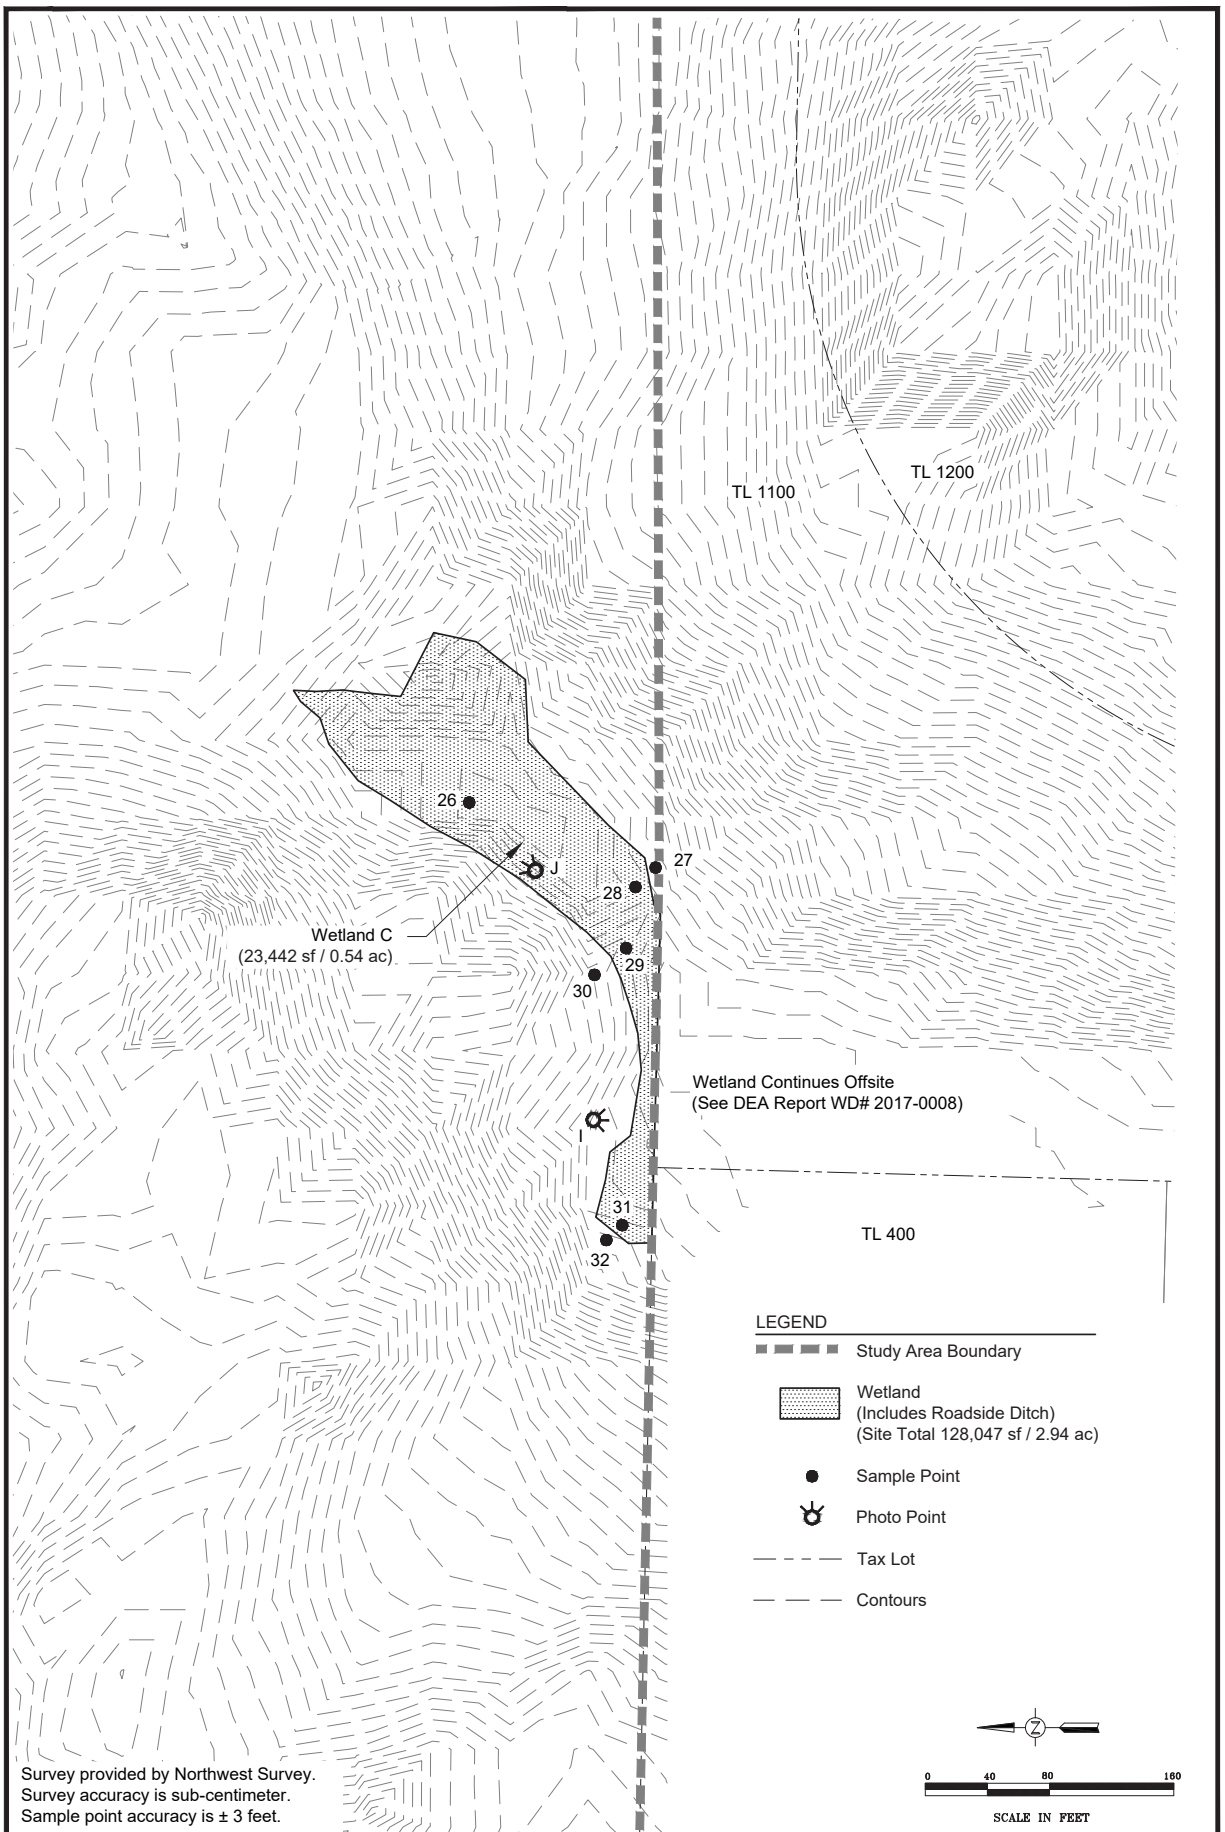 TL 1200
TL 1100
26
27
J
28
Wetland C
(23,442 sf / 0.54 ac)
29
30
Wetland Continues Offsite
(See DEA Report WD# 2017-0008)
I
31
TL 400
32
LEGEND
Study Area Boundary
Wetland
(Includes Roadside Ditch)
(Site Total 128,047 sf / 2.94 ac)
Sample Point
Photo Point
Tax Lot
Contours
Z
0 40 80 160
SCALE IN FEET
Survey provided by Northwest Survey.
Survey accuracy is sub-centimeter.
Sample point accuracy is ± 3 feet.